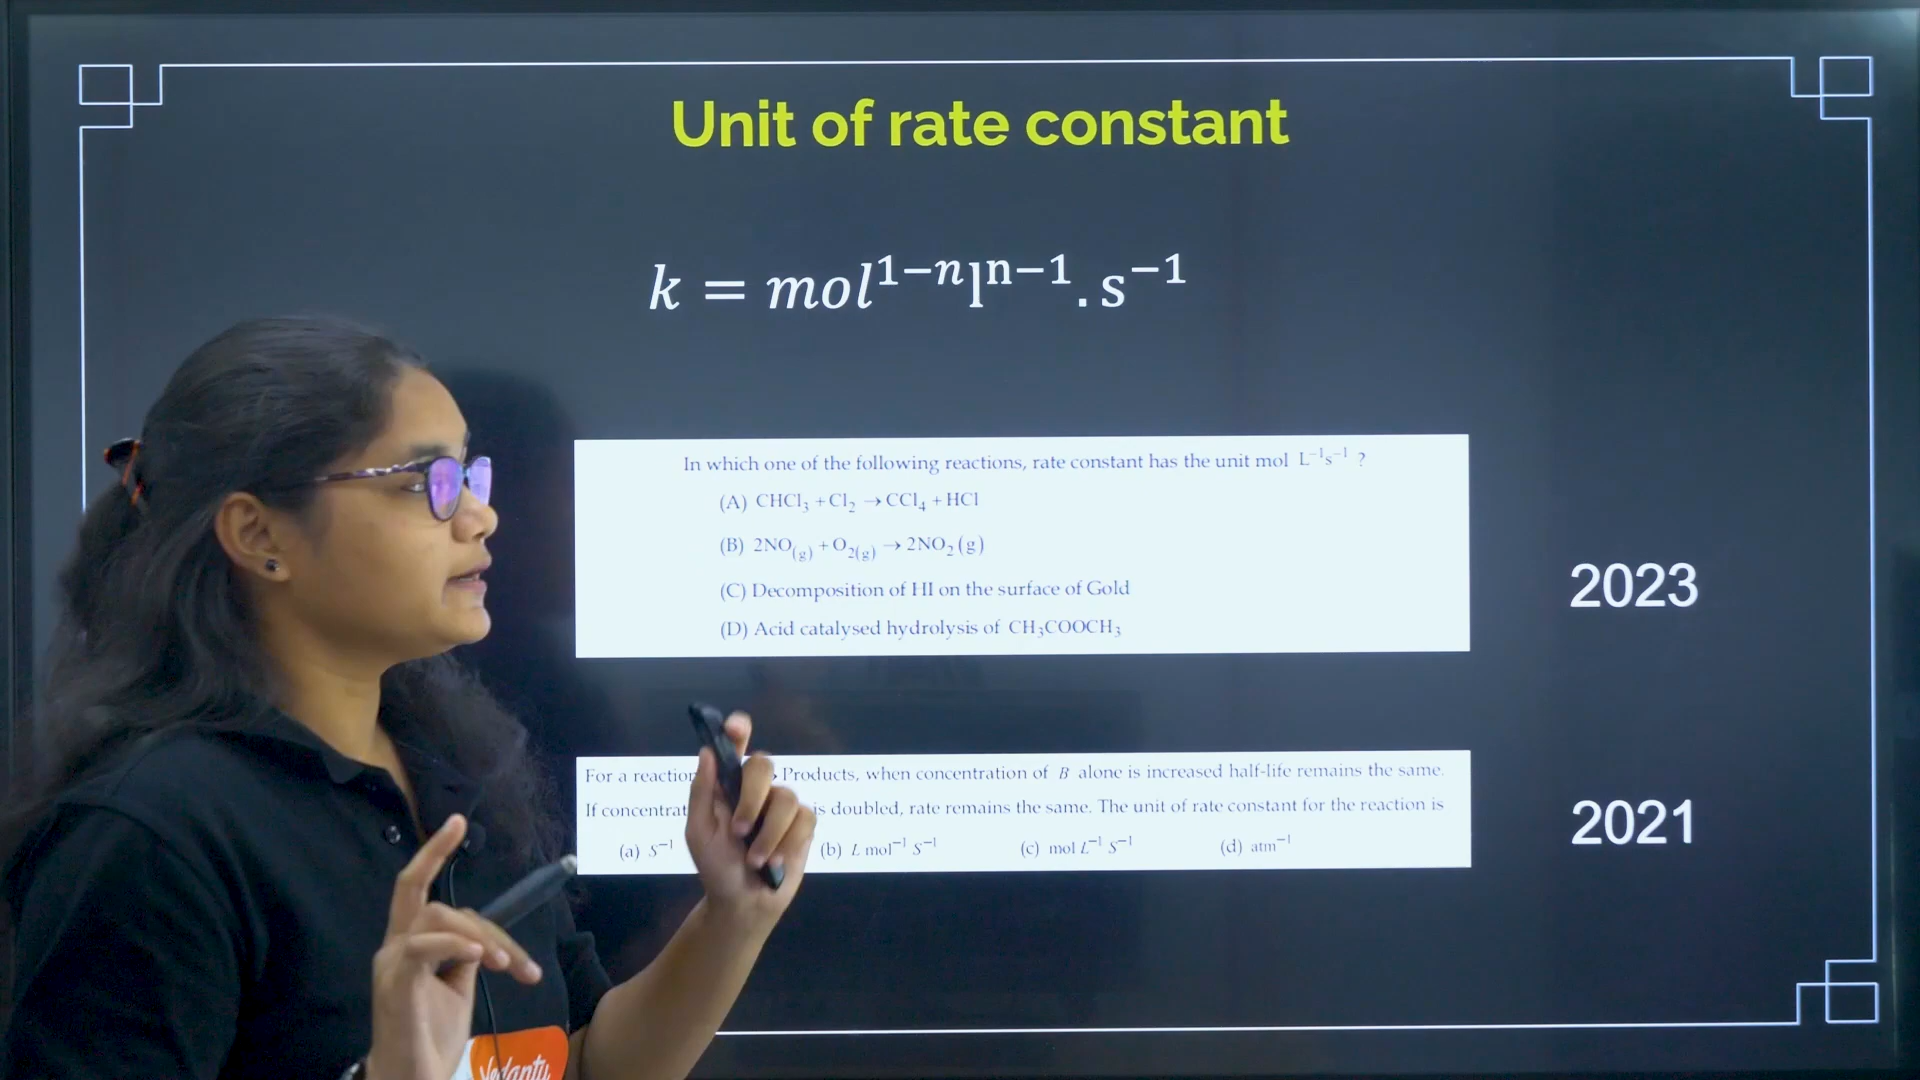 Unit of rate constant
k = mol^{1−n}l^{n−1}.s^{−1}
In which one of the following reactions, rate constant has the unit mol L^{−1}s^{−1} ?
(A) CHCl₃ + Cl₂ → CCl₄ + HCl
(B) 2NO(g) + O₂(g) → 2NO₂(g)
(C) Decomposition of HI on the surface of Gold
(D) Acid catalysed hydrolysis of CH₃COOCH₃
2023
For a reaction Products, when concentration of B alone is increased half-life remains the same.
If is doubled, rate remains the same. The unit of rate constant for the reaction is
(a) S^{−1} (b) L mol^{−1} S^{−1} (c) mol L^{−1} S^{−1} (d) atm^{−1}
2021
Vedantu